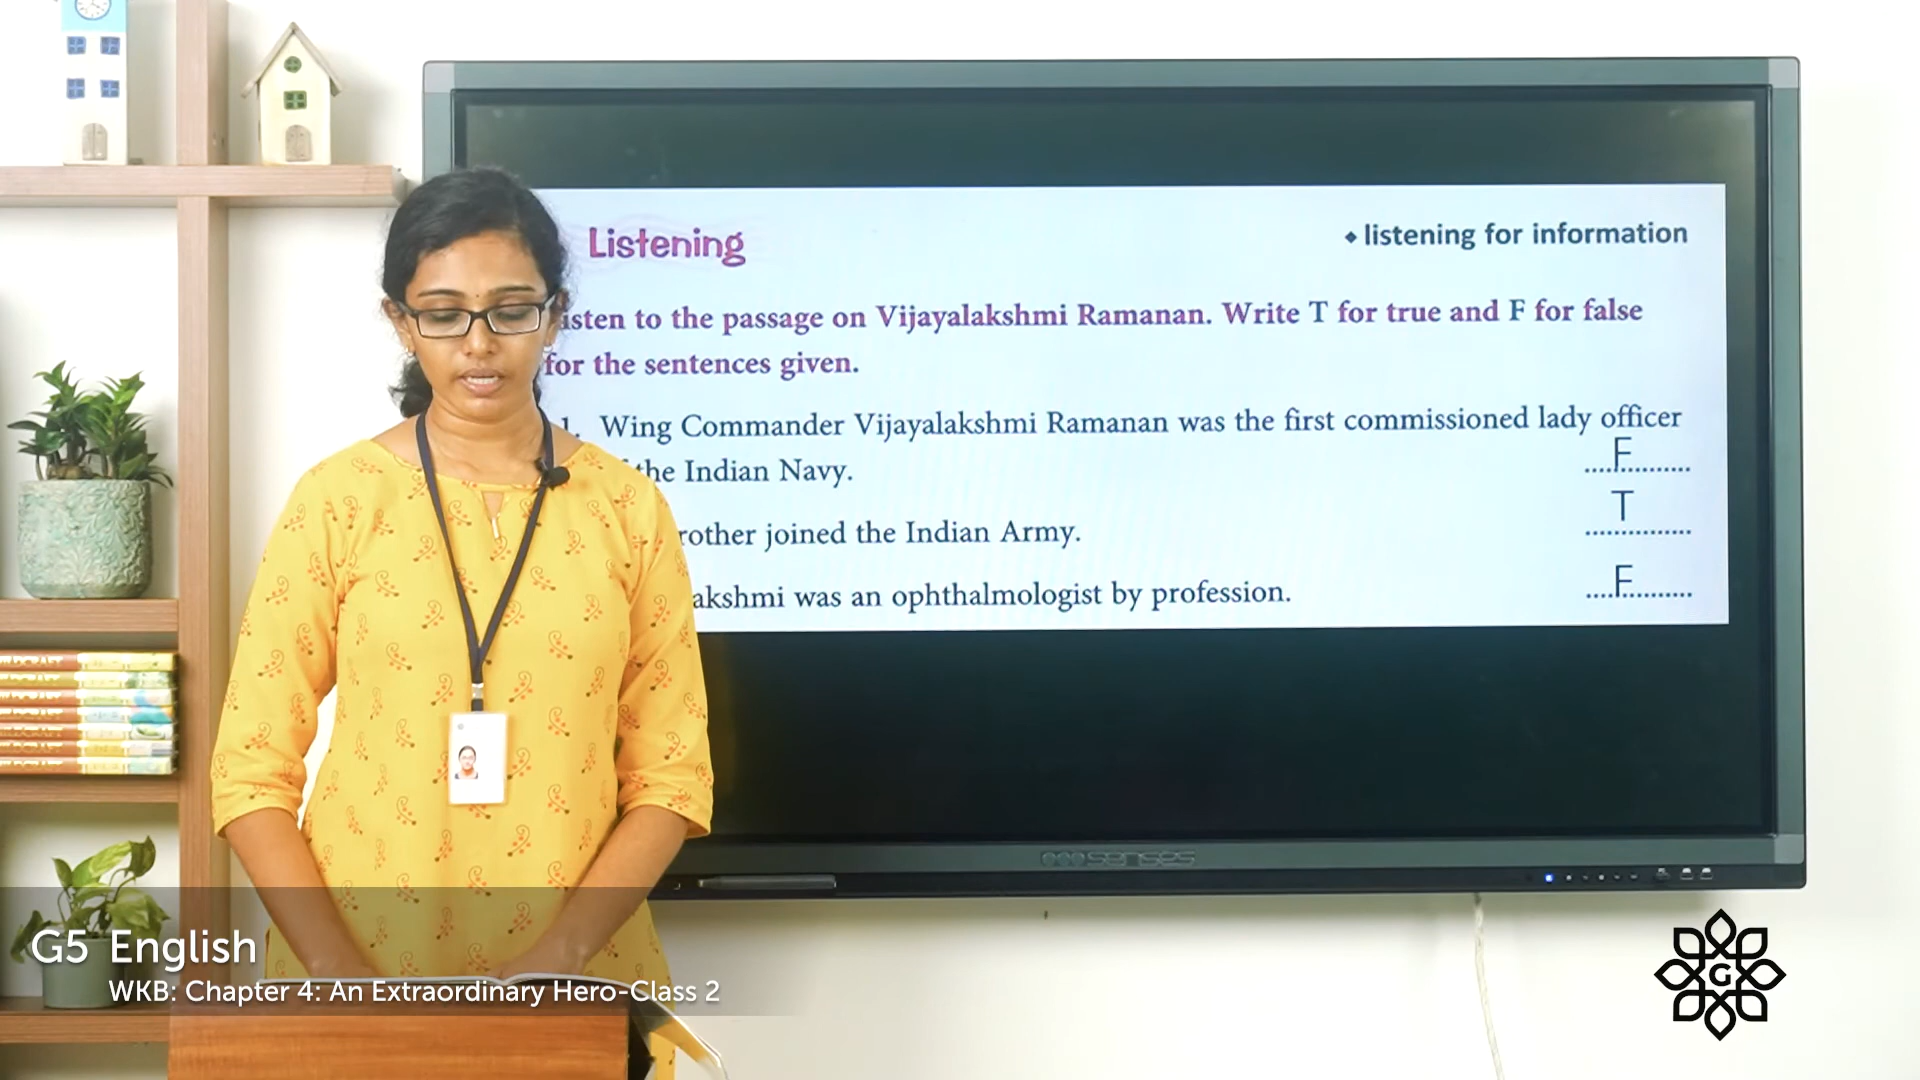 Listening
❖ listening for information
isten to the passage on Vijayalakshmi Ramanan. Write T for true and F for false
for the sentences given.
1. Wing Commander Vijayalakshmi Ramanan was the first commissioned lady officer
the Indian Navy. ....F..........
rother joined the Indian Army. T
akshmi was an ophthalmologist by profession. ....F..........
senses
G5 English
WKB: Chapter 4: An Extraordinary Hero-Class 2
G